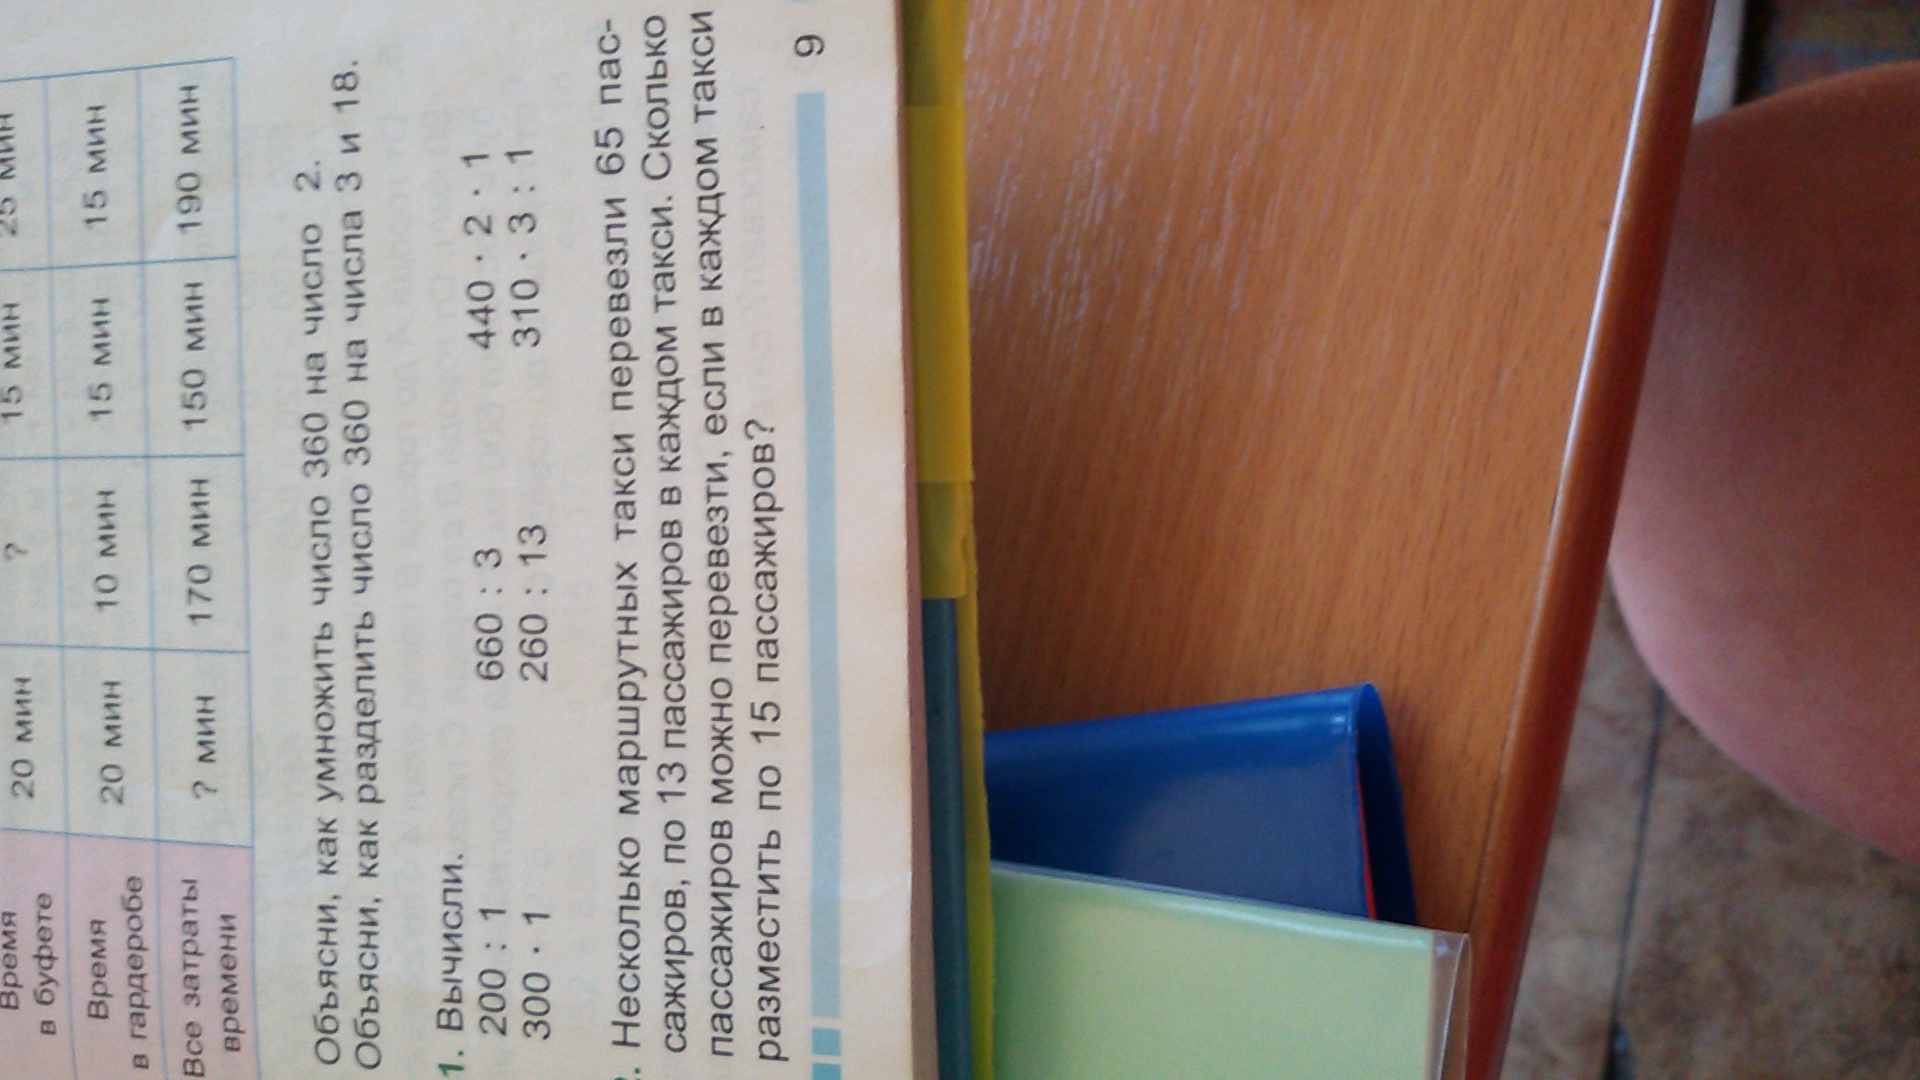 Время в буфете 20 мин ? 15 мин 25 мин
Время в гардеробе 20 мин 10 мин 15 мин 15 мин
Все затраты времени ? мин 170 мин 150 мин 190 мин
Объясни, как умножить число 360 на число 2.
Объясни, как разделить число 360 на числа 3 и 18.
1. Вычисли.
200 : 1 660 : 3 440 · 2 · 1
300 · 1 260 : 13 310 · 3 : 1
Несколько маршрутных такси перевезли 65 пас-
сажиров, по 13 пассажиров в каждом такси. Сколько
пассажиров можно перевезти, если в каждом такси
разместить по 15 пассажиров?
9